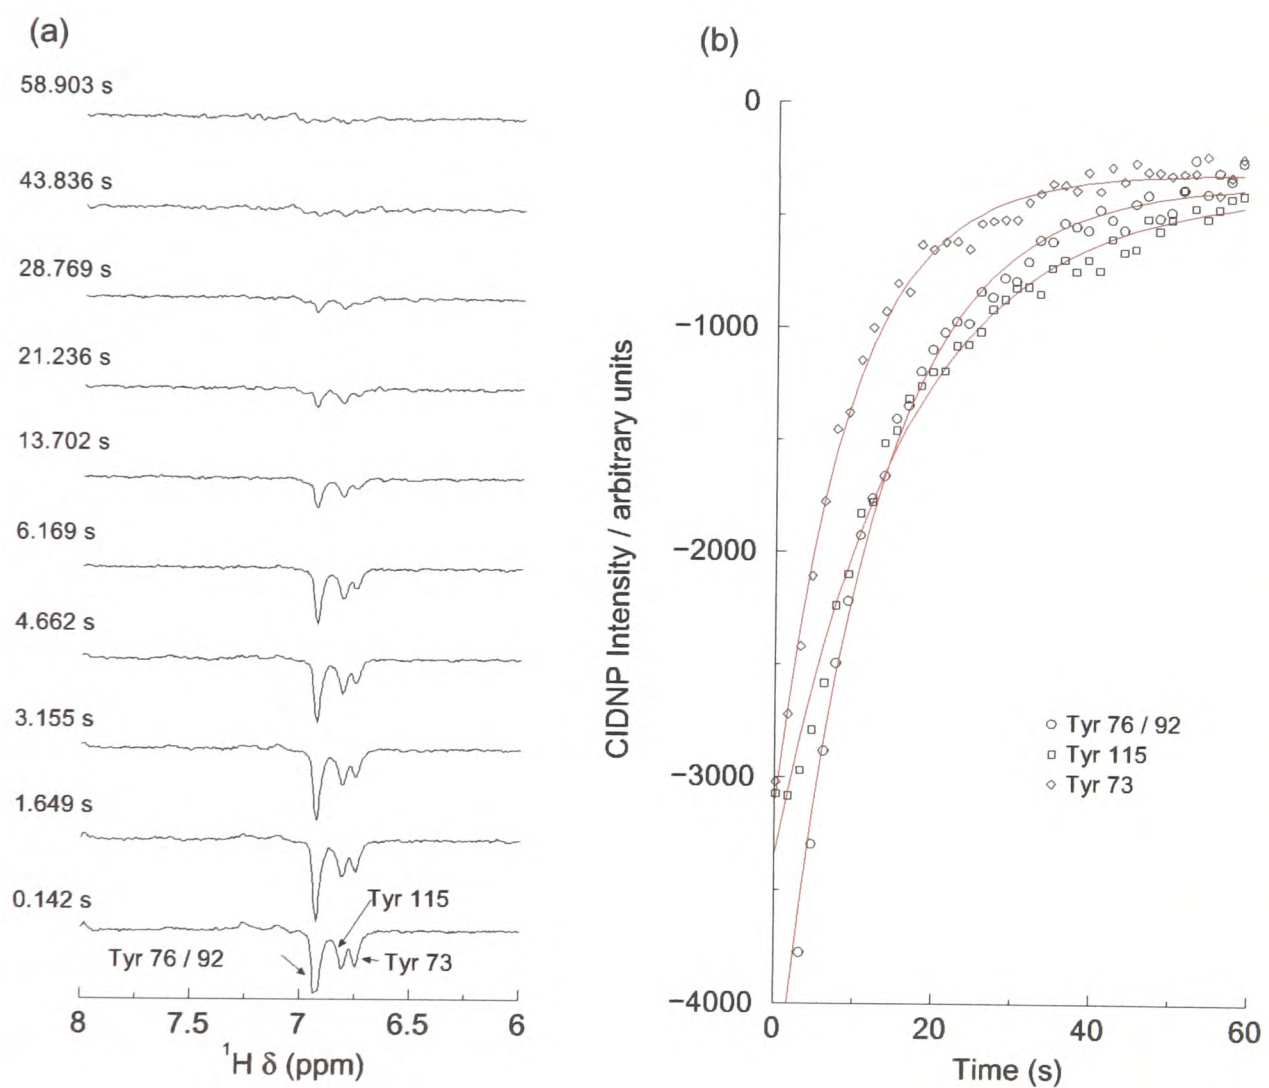 (a)
58.903 s
43.836 s
28.769 s
21.236 s
13.702 s
6.169 s
4.662 s
3.155 s
1.649 s
0.142 s
Tyr 115
Tyr 76 / 92
Tyr 73
8
7.5
7
6.5
6
¹H δ (ppm)
(b)
CIDNP Intensity / arbitrary units
0
−1000
−2000
−3000
−4000
Tyr 76 / 92
Tyr 115
Tyr 73
0
20
40
60
Time (s)